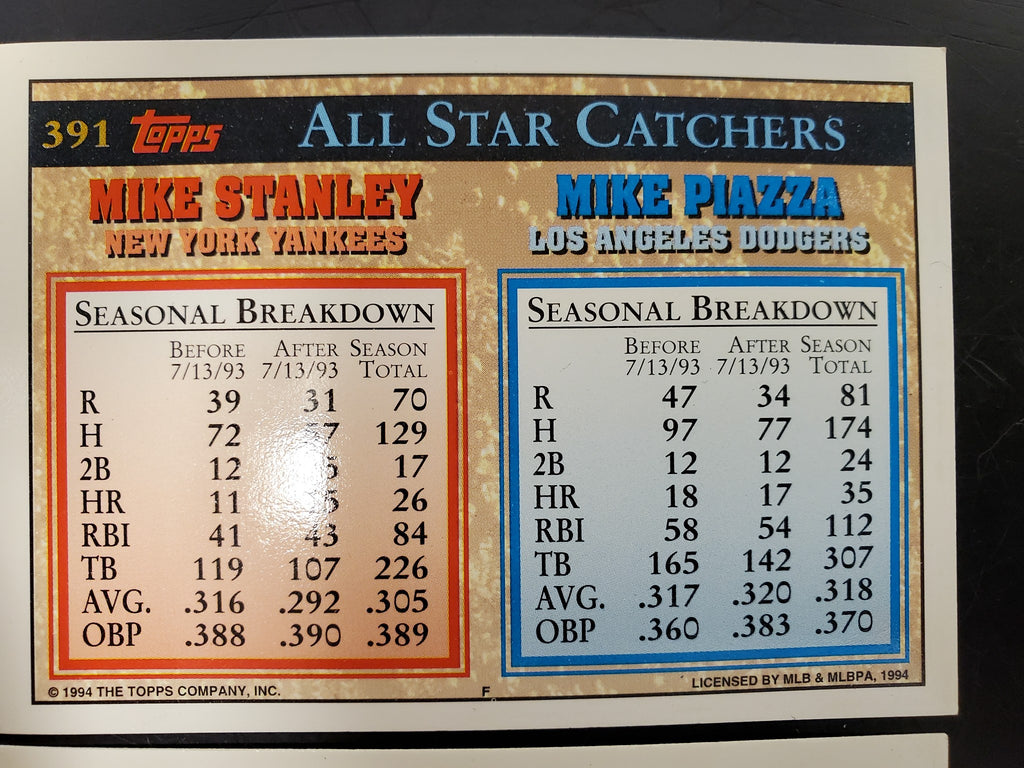 391 topps ALL STAR CATCHERS
MIKE STANLEY
NEW YORK YANKEES
SEASONAL BREAKDOWN
BEFORE AFTER SEASON
7/13/93 7/13/93 TOTAL
R 39 31 70
H 72 57 129
2B 12 5 17
HR 11 15 26
RBI 41 43 84
TB 119 107 226
AVG. .316 .292 .305
OBP .388 .390 .389
MIKE PIAZZA
LOS ANGELES DODGERS
SEASONAL BREAKDOWN
BEFORE AFTER SEASON
7/13/93 7/13/93 TOTAL
R 47 34 81
H 97 77 174
2B 12 12 24
HR 18 17 35
RBI 58 54 112
TB 165 142 307
AVG. .317 .320 .318
OBP .360 .383 .370
© 1994 THE TOPPS COMPANY, INC. F LICENSED BY MLB & MLBPA, 1994